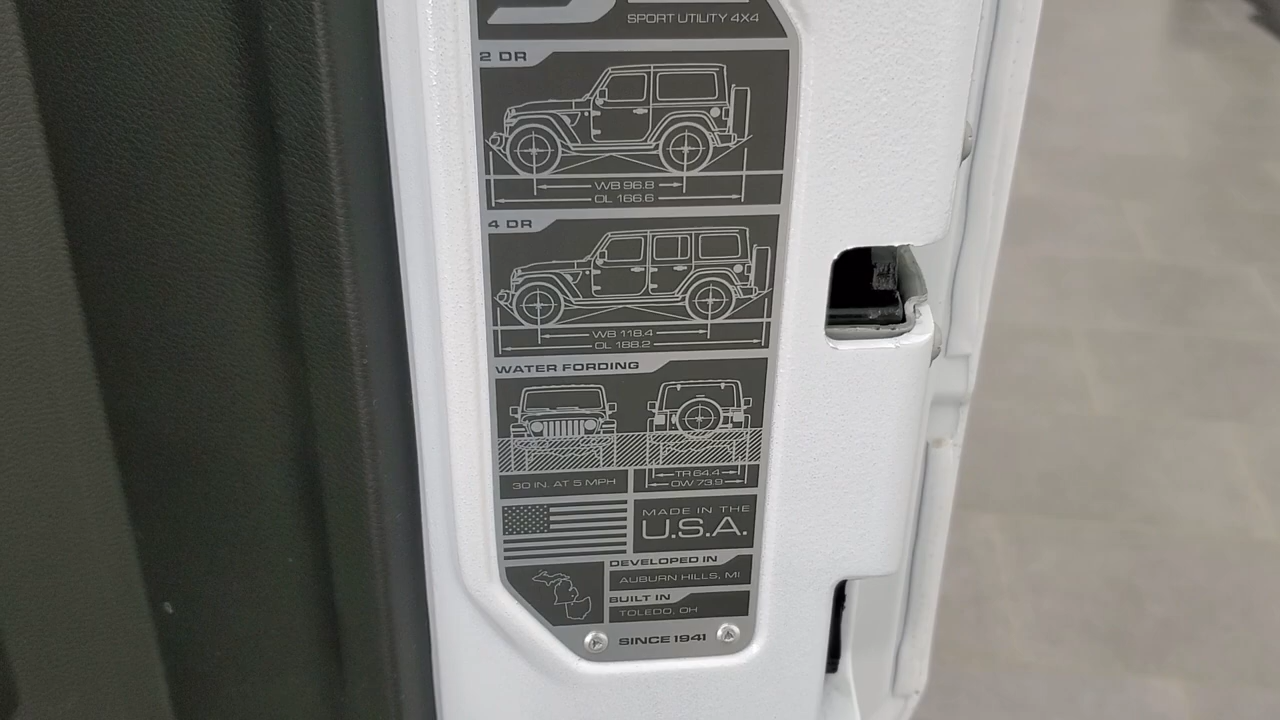 SPORT UTILITY 4X4
2 DR
WB 96.8
OL 166.6
4 DR
WB 118.4
OL 188.2
WATER FORDING
30 IN. AT 5 MPH
TR 64.4
OW 73.9
MADE IN THE
U.S.A.
DEVELOPED IN
AUBURN HILLS, MI
BUILT IN
TOLEDO, OH
SINCE 1941